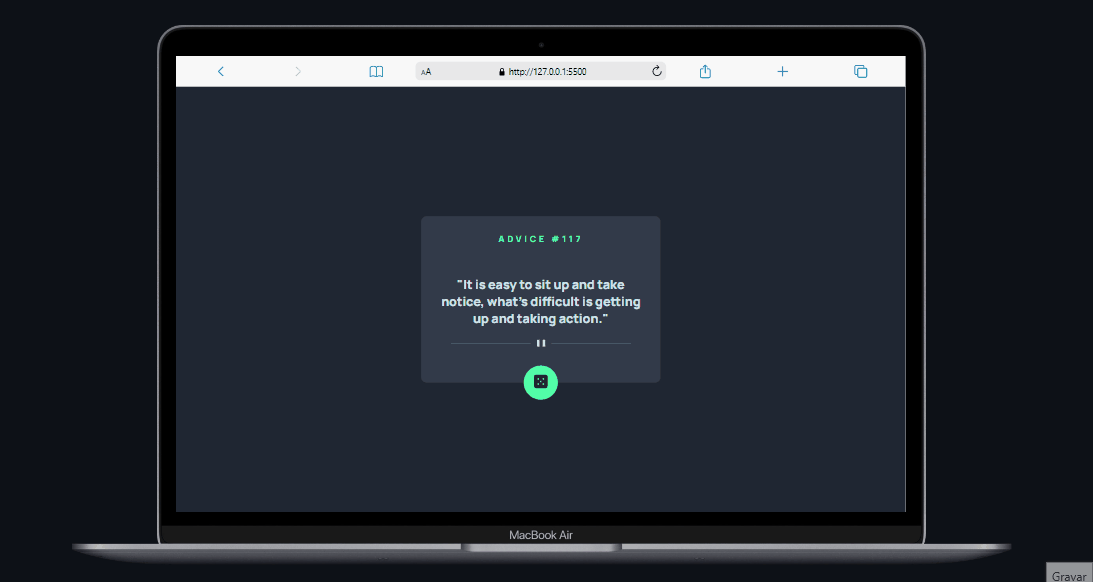 AA
http://127.0.0.1:5500
ADVICE #117
"It is easy to sit up and take
notice, what's difficult is getting
up and taking action."
MacBook Air
Gravar